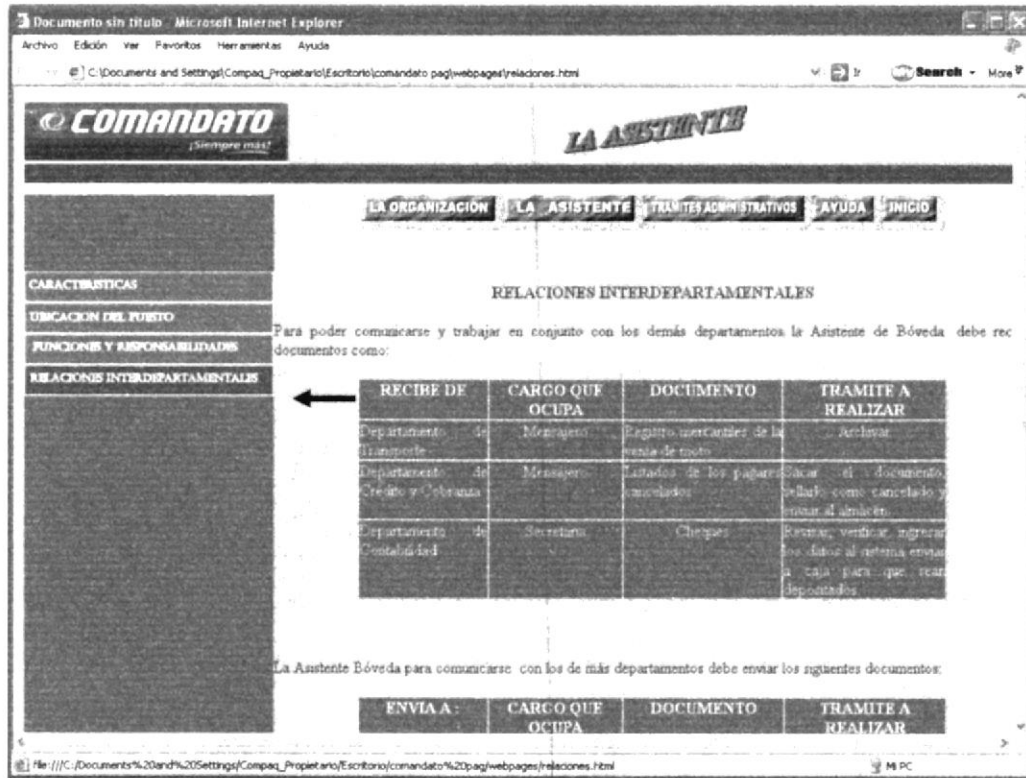 Documento sin título - Microsoft Internet Explorer
Archivo Edición Ver Favoritos Herramientas Ayuda
C:\Documents and Settings\Compaq_Propietario\Escritorio\comandato pag\webpages\relaciones.html Ir Search More
COMANDATO
¡Siempre más!
LA ASISTENTE
LA ORGANIZACIÓN LA ASISTENTE TRAMITES ADMINISTRATIVOS AYUDA INICIO
CARACTERISTICAS
UBICACION DEL PUESTO
FUNCIONES Y RESPONSABILIDADES
RELACIONES INTERDEPARTAMENTALES
RELACIONES INTERDEPARTAMENTALES
Para poder comunicarse y trabajar en conjunto con los demás departamentos la Asistente de Bóveda debe rec
documentos como:
RECIBE DE CARGO QUE OCUPA DOCUMENTO TRAMITE A REALIZAR
Departamento de Transporte Mensajero Registro mercantiles de la venta de moto Archivar
Departamento de Crédito y Cobranza Mensajero Listados de los pagares cancelados Sacar el documento, sellarlo como cancelado y enviar al almacén
Departamento de Contabilidad Secretaria Cheques Revisar, verificar, ingresar los datos al sistema enviar a caja para que sean depositados
La Asistente Bóveda para comunicarse con los de más departamentos debe enviar los siguientes documentos:
ENVIA A : CARGO QUE OCUPA DOCUMENTO TRAMITE A REALIZAR
file:///C:/Documents%20and%20Settings/Compaq_Propietario/Escritorio/comandato%20pag/webpages/relaciones.html Mi PC